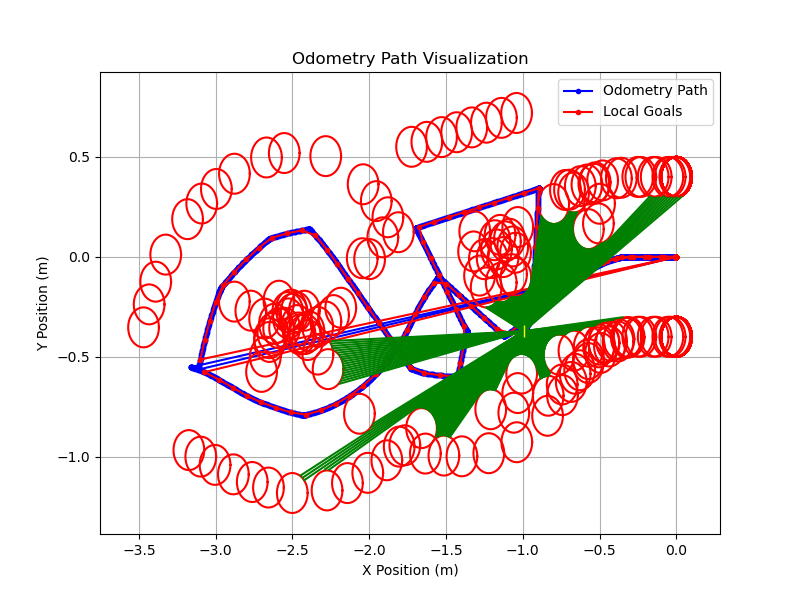 Odometry Path Visualization
Odometry Path
Local Goals
Y Position (m)
0.5
0.0
−0.5
−1.0
−3.5 −3.0 −2.5 −2.0 −1.5 −1.0 −0.5 0.0
X Position (m)